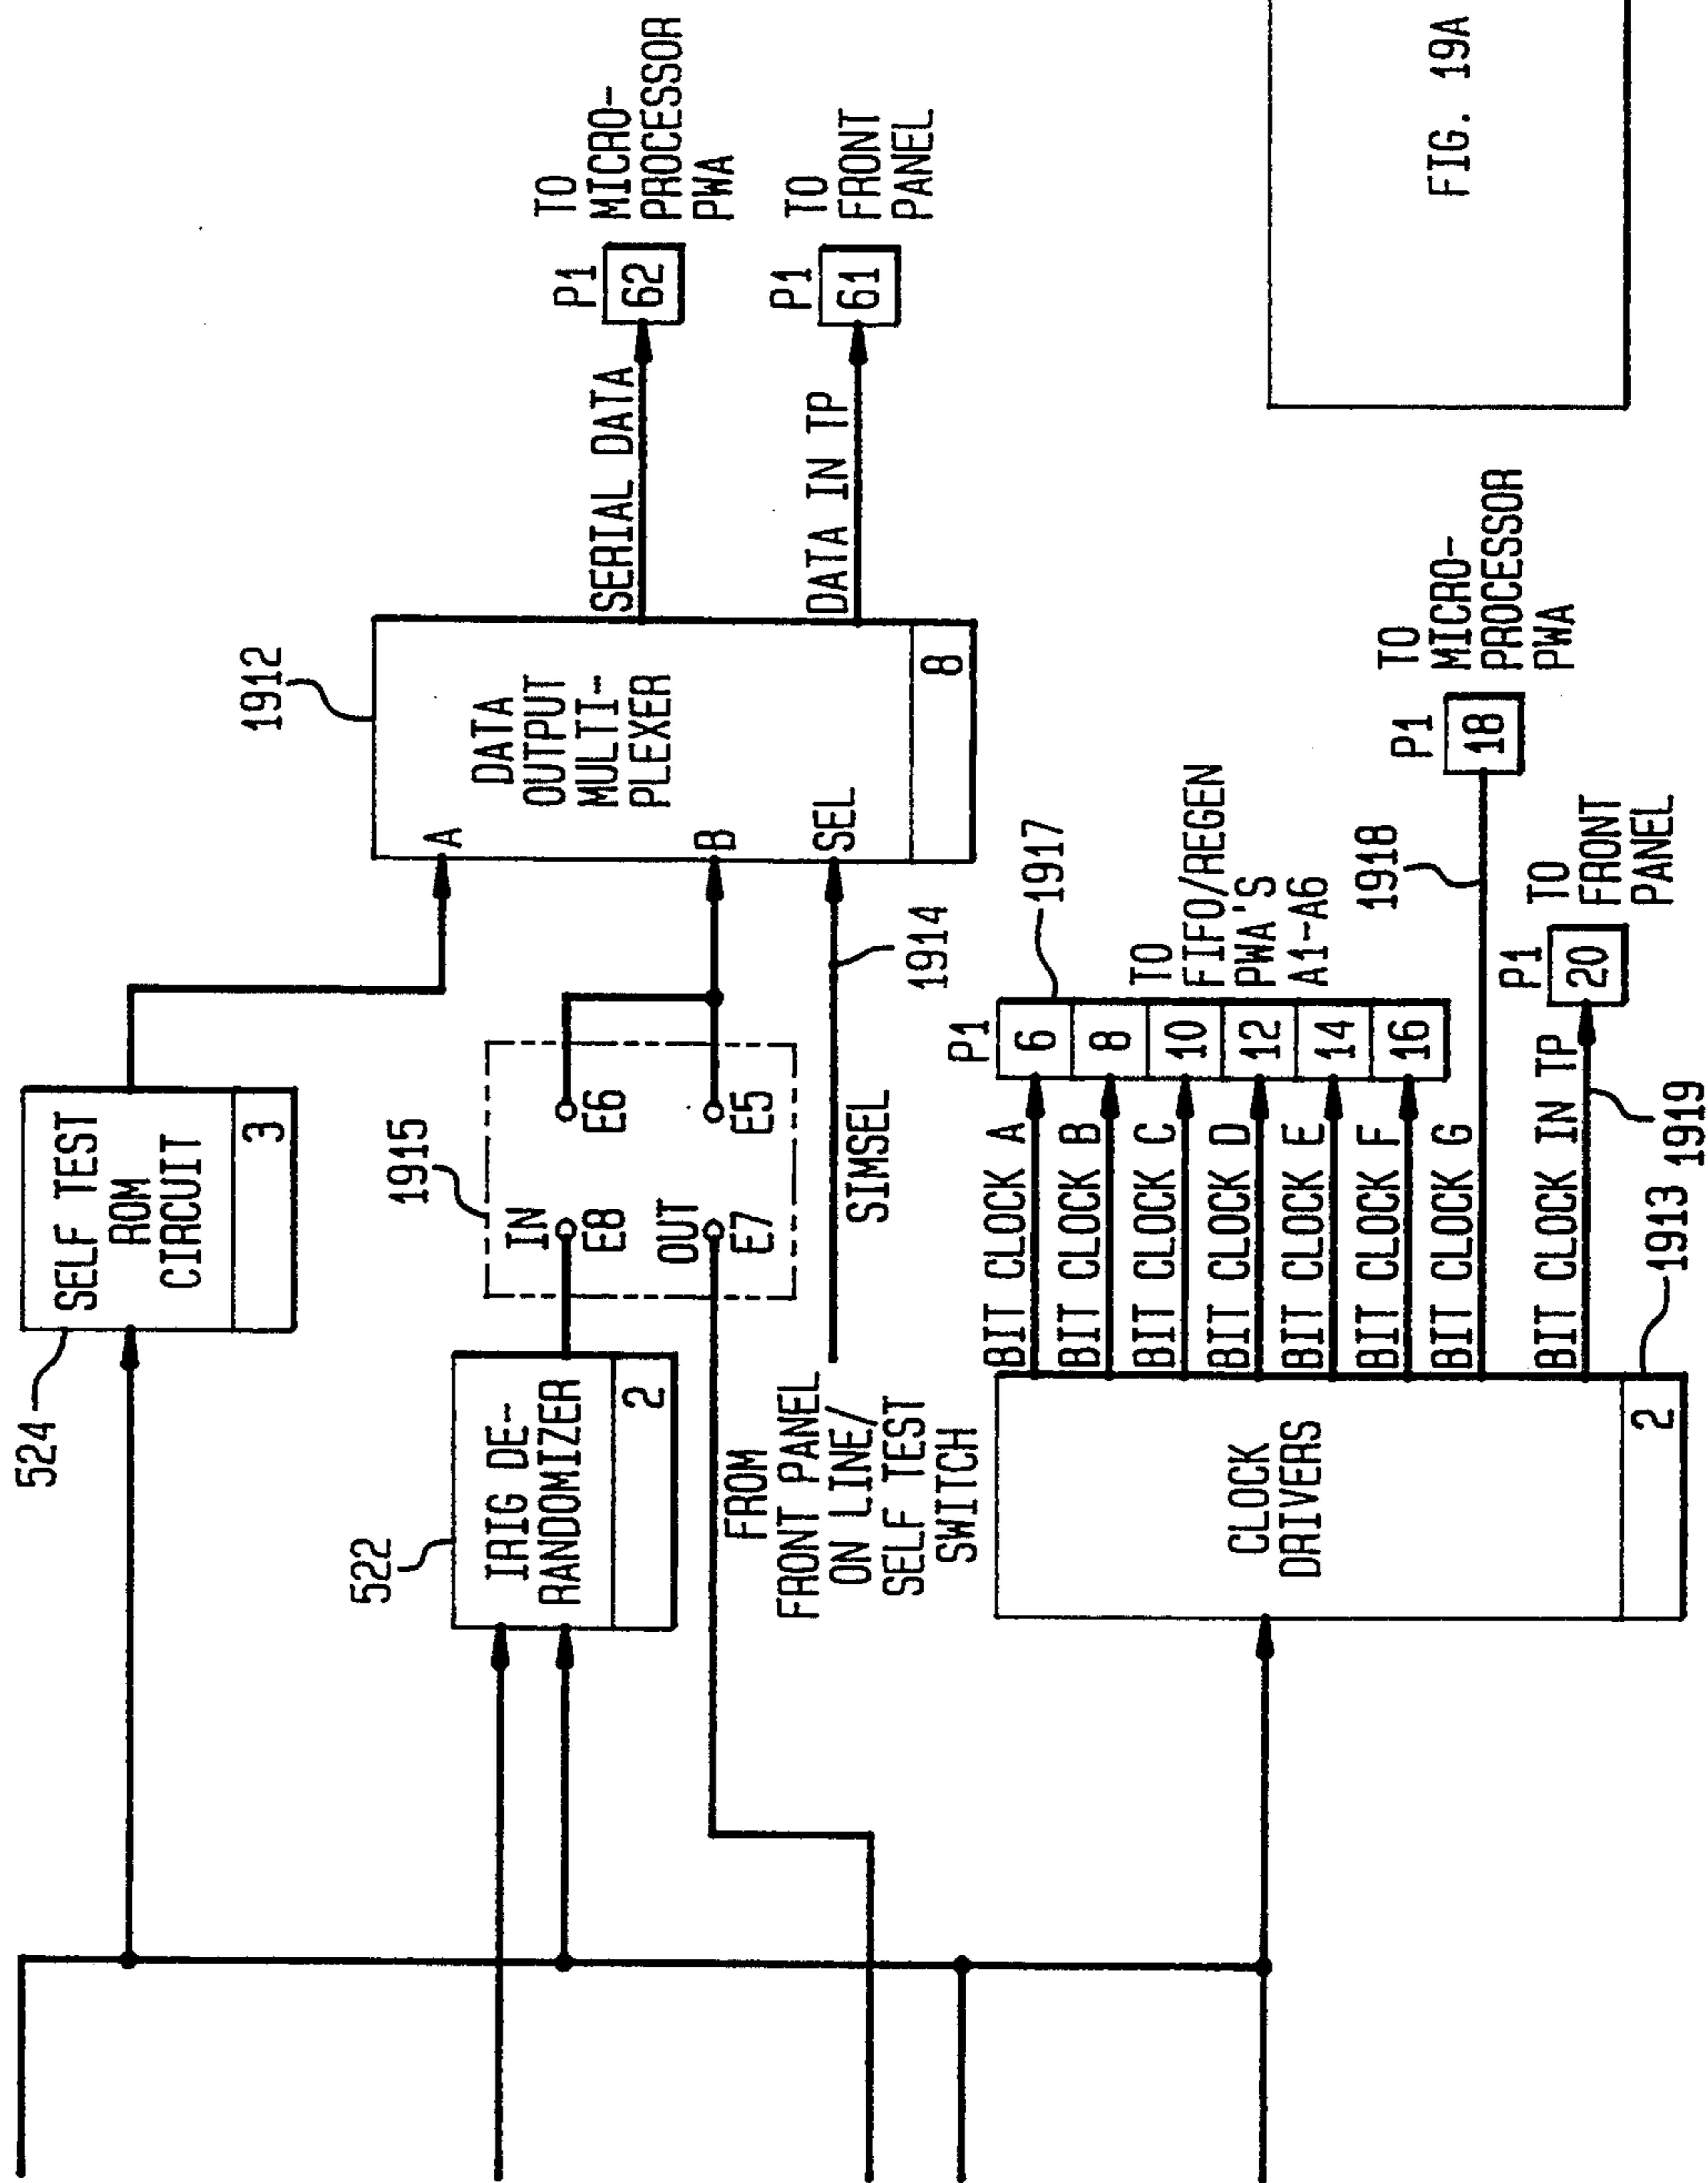 524
SELF TEST
ROM
CIRCUIT
3
522
IRIG DE-
RANDOMIZER
2
1915
IN
E8
E6
OUT
E7
E5
1912
A
B
SEL
DATA
OUTPUT
MULTI-
PLEXER
8
SERIAL DATA
P1
62
TO
MICRO-
PROCESSOR
PWA
DATA IN TP
P1
61
TO
FRONT
PANEL
FROM
FRONT PANEL
ON LINE/
SELF TEST
SWITCH
SIMSEL
1914
CLOCK
DRIVERS
2
1913
BIT CLOCK A
BIT CLOCK B
BIT CLOCK C
BIT CLOCK D
BIT CLOCK E
BIT CLOCK F
BIT CLOCK G
BIT CLOCK IN TP
1919
P1
6
8
10
12
14
16
1917
TO
FIFO/REGEN
PWA'S
A1-A6
1918
P1
18
TO
MICRO-
PROCESSOR
PWA
P1
20
TO
FRONT
PANEL
FIG. 19A